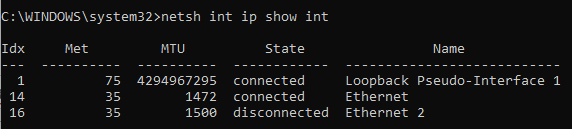 C:\WINDOWS\system32>netsh int ip show int
Idx     Met         MTU          State                Name
---  ----------  ----------  ------------  ---------------------------
  1          75  4294967295  connected     Loopback Pseudo-Interface 1
 14          35        1472  connected     Ethernet
 16          35        1500  disconnected  Ethernet 2